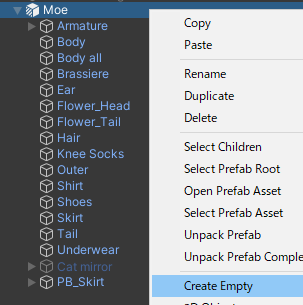 Moe
Armature
Body
Body all
Brassiere
Ear
Flower_Head
Flower_Tail
Hair
Knee Socks
Outer
Shirt
Shoes
Skirt
Tail
Underwear
Cat mirror
PB_Skirt
Copy
Paste
Rename
Duplicate
Delete
Select Children
Select Prefab Root
Open Prefab Asset
Select Prefab Asset
Unpack Prefab
Unpack Prefab Comple
Create Empty